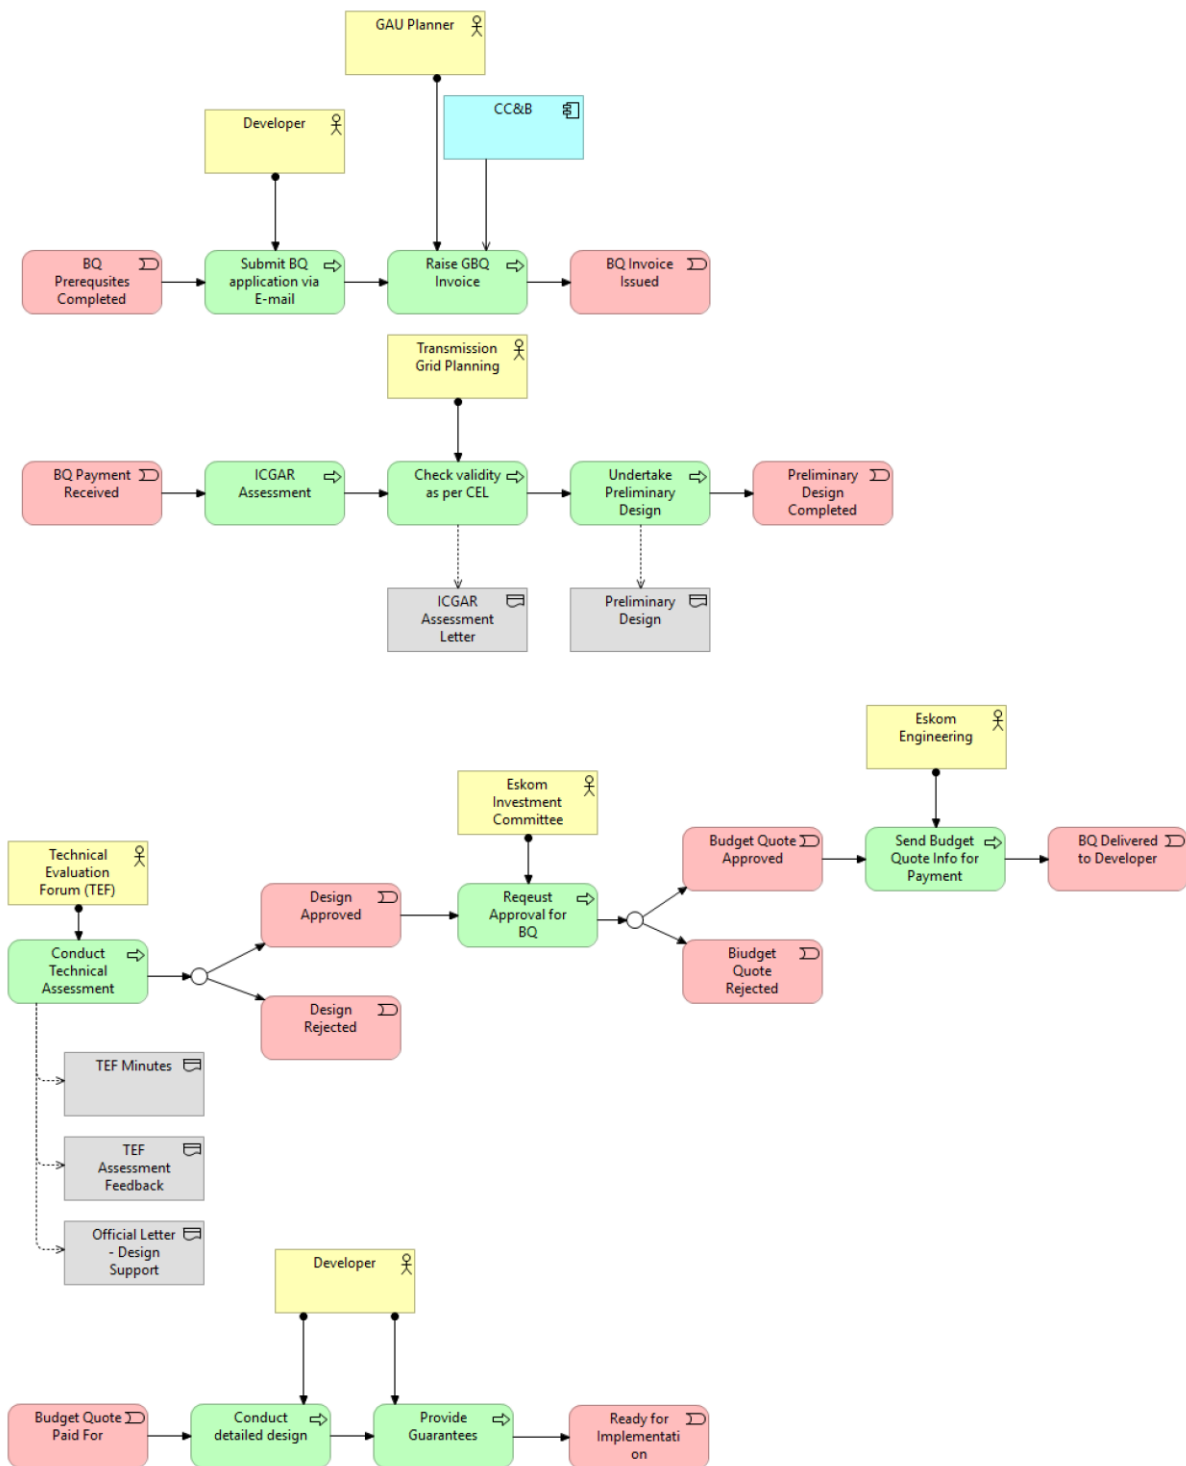 GAU Planner
CC&B
Developer
BQ
Prerequsites
Completed
Submit BQ
application via
E-mail
Raise GBQ
Invoice
BQ Invoice
Issued
Transmission
Grid Planning
BQ Payment
Received
ICGAR
Assessment
Check validity
as per CEL
Undertake
Preliminary
Design
Preliminary
Design
Completed
ICGAR
Assessment
Letter
Preliminary
Design
Eskom
Engineering
Eskom
Investment
Committee
Technical
Evaluation
Forum (TEF)
Budget Quote
Approved
Send Budget
Quote Info for
Payment
BQ Delivered
to Developer
Design
Approved
Reqeust
Approval for
BQ
Conduct
Technical
Assessment
Biudget
Quote
Rejected
Design
Rejected
TEF Minutes
TEF
Assessment
Feedback
Official Letter
- Design
Support
Developer
Budget Quote
Paid For
Conduct
detailed design
Provide
Guarantees
Ready for
Implementati
on